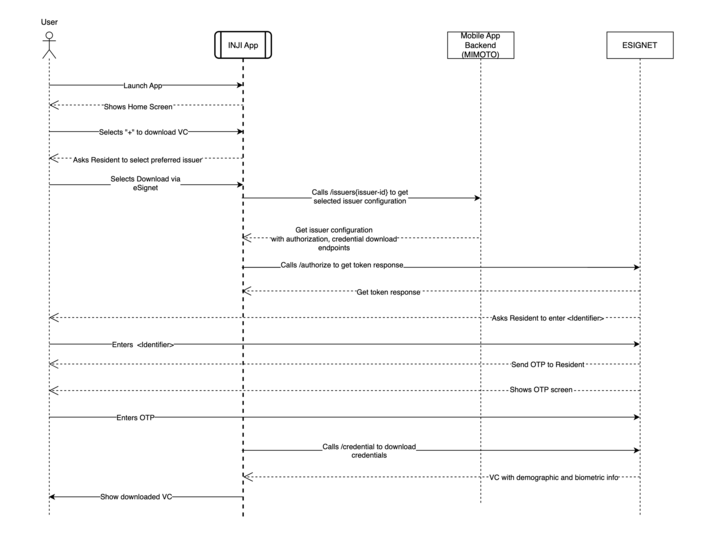 User
INJI App
Mobile App
Backend
(MIMOTO)
ESIGNET
Launch App
Shows Home Screen
Selects "+" to download VC
Asks Resident to select preferred issuer
Selects Download via
eSignet
Calls /issuers{issuer-id} to get
selected issuer configuration
Get issuer configuration
with authorization, credential download
endpoints
Calls /authorize to get token response
Get token response
Asks Resident to enter <Identifier>
Enters <Identifier>
Send OTP to Resident
Shows OTP screen
Enters OTP
Calls /credential to download
credentials
VC with demographic and biometric info
Show downloaded VC